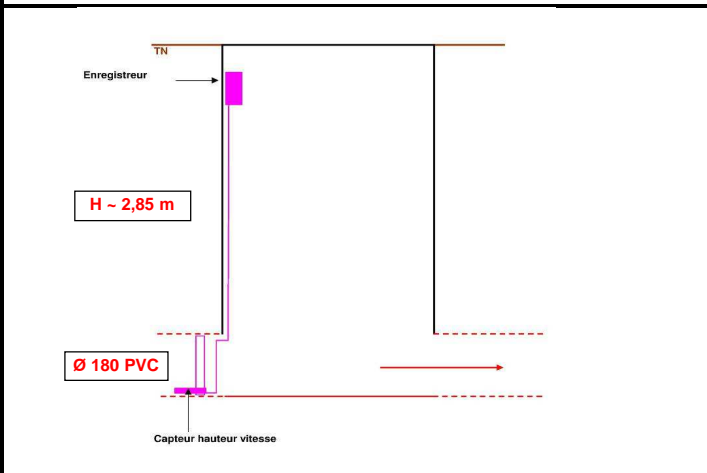 TN
Enregistreur
H ~ 2,85 m
Ø 180 PVC
Capteur hauteur vitesse